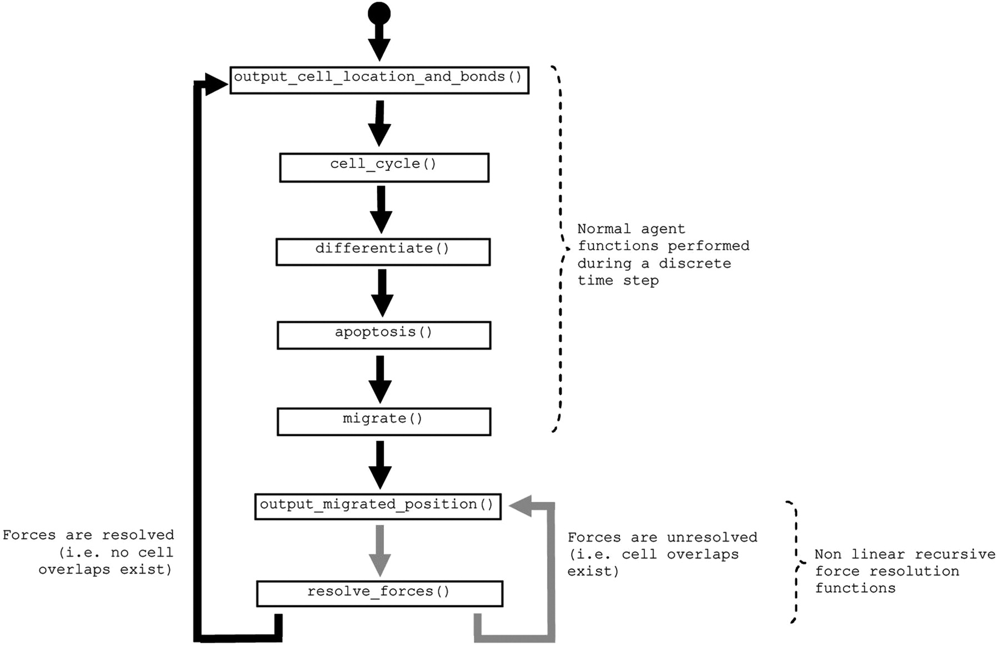 output_cell_location_and_bonds()
cell_cycle()
differentiate()
apoptosis()
migrate()
Normal agent
functions performed
during a discrete
time step
output_migrated_position()
resolve_forces()
Forces are resolved
(i.e. no cell
overlaps exist)
Forces are unresolved
(i.e. cell overlaps
exist)
Non linear recursive
force resolution
functions